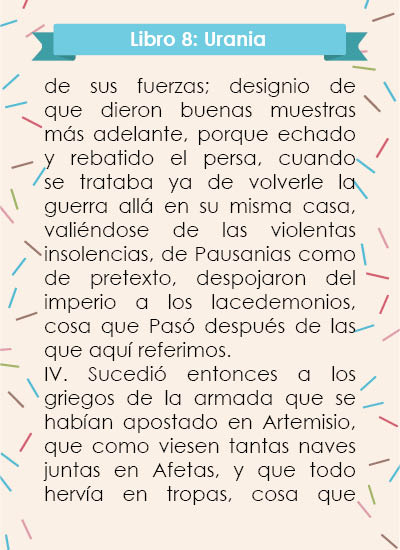 Libro 8: Urania
de sus fuerzas; designio de
que dieron buenas muestras
más adelante, porque echado
y rebatido el persa, cuando
se trataba ya de volverle la
guerra allá en su misma casa,
valiéndose de las violentas
insolencias, de Pausanias como
de pretexto, despojaron del
imperio a los lacedemonios,
cosa que Pasó después de las
que aquí referimos.
IV. Sucedió entonces a los
griegos de la armada que se
habían apostado en Artemisio,
que como viesen tantas naves
juntas en Afetas, y que todo
hervía en tropas, cosa que